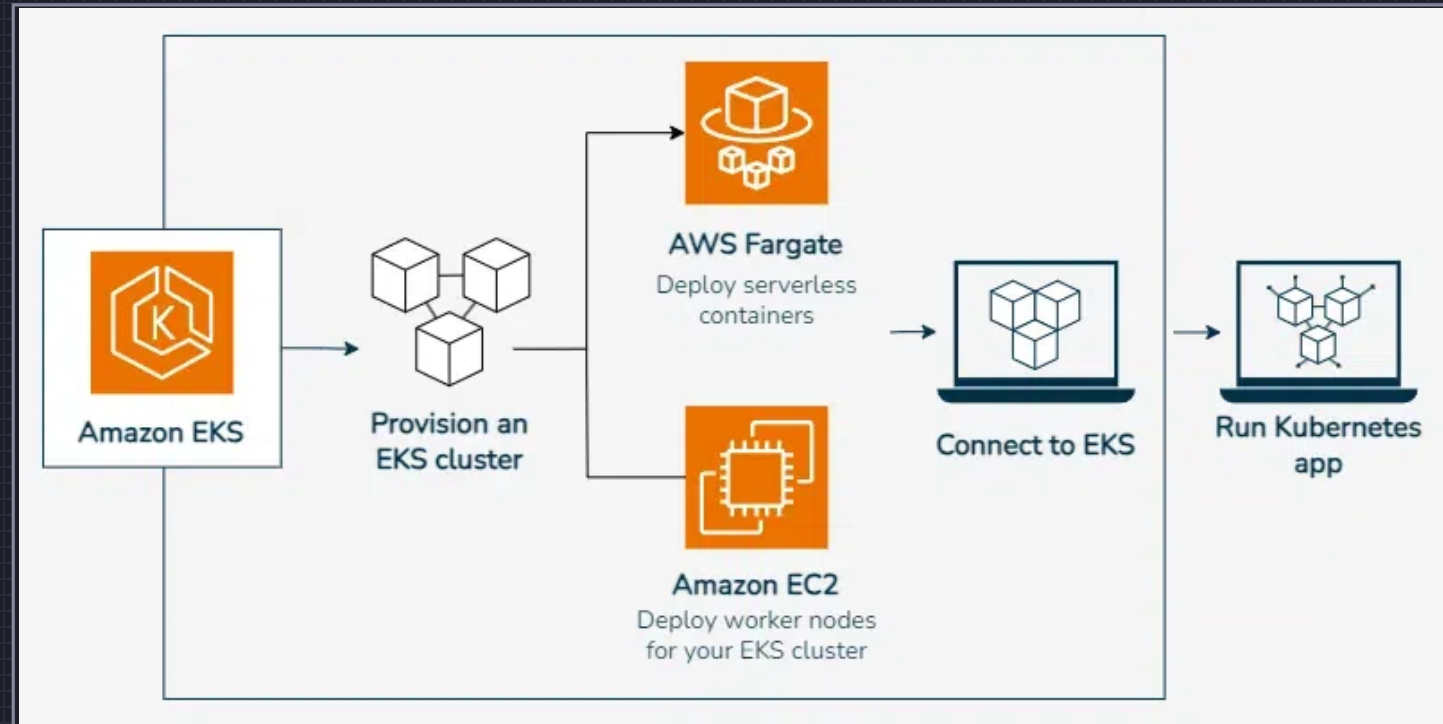 K
Amazon EKS
Provision an
EKS cluster
AWS Fargate
Deploy serverless
containers
Amazon EC2
Deploy worker nodes
for your EKS cluster
Connect to EKS
Run Kubernetes
app